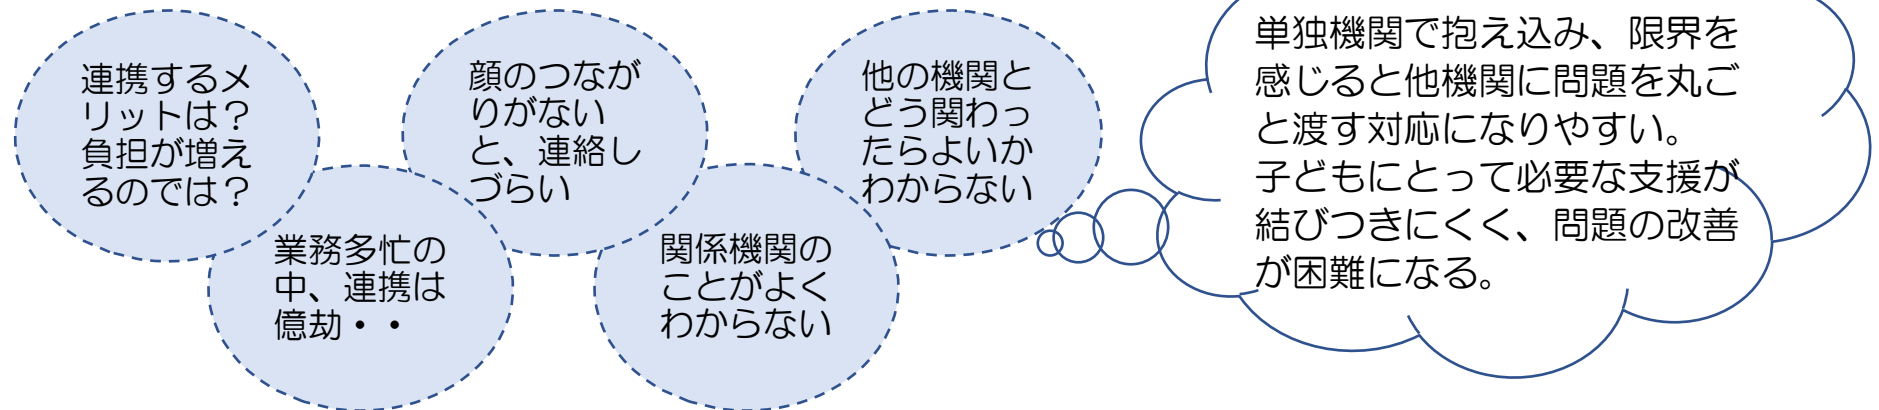 連携するメ
リットは？
負担が増え
るのでは？
業務多忙の
中、連携は
億劫・・
顔のつなが
りがない
と、連絡し
づらい
関係機関の
ことがよく
わからない
他の機関と
どう関わっ
たらよいか
わからない
単独機関で抱え込み、限界を
感じると他機関に問題を丸ご
と渡す対応になりやすい。
子どもにとって必要な支援が
結びつきにくく、問題の改善
が困難になる。